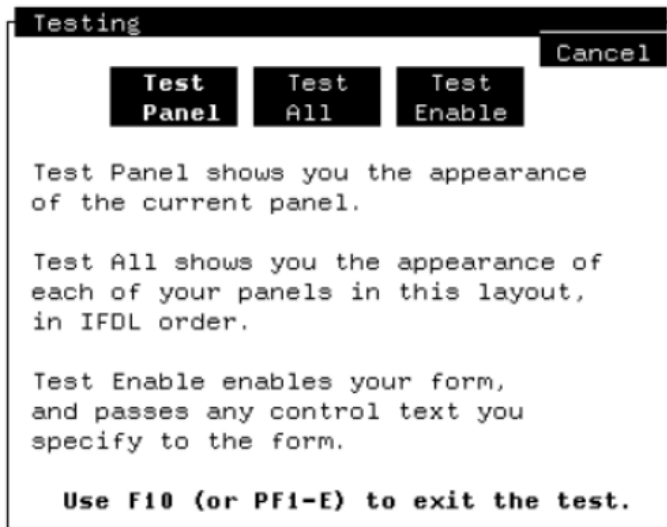 Testing
Cancel
Test Test Test
Panel All Enable
Test Panel shows you the appearance
of the current panel.
Test All shows you the appearance of
each of your panels in this layout,
in IFDL order.
Test Enable enables your form,
and passes any control text you
specify to the form.
Use F10 (or PF1-E) to exit the test.